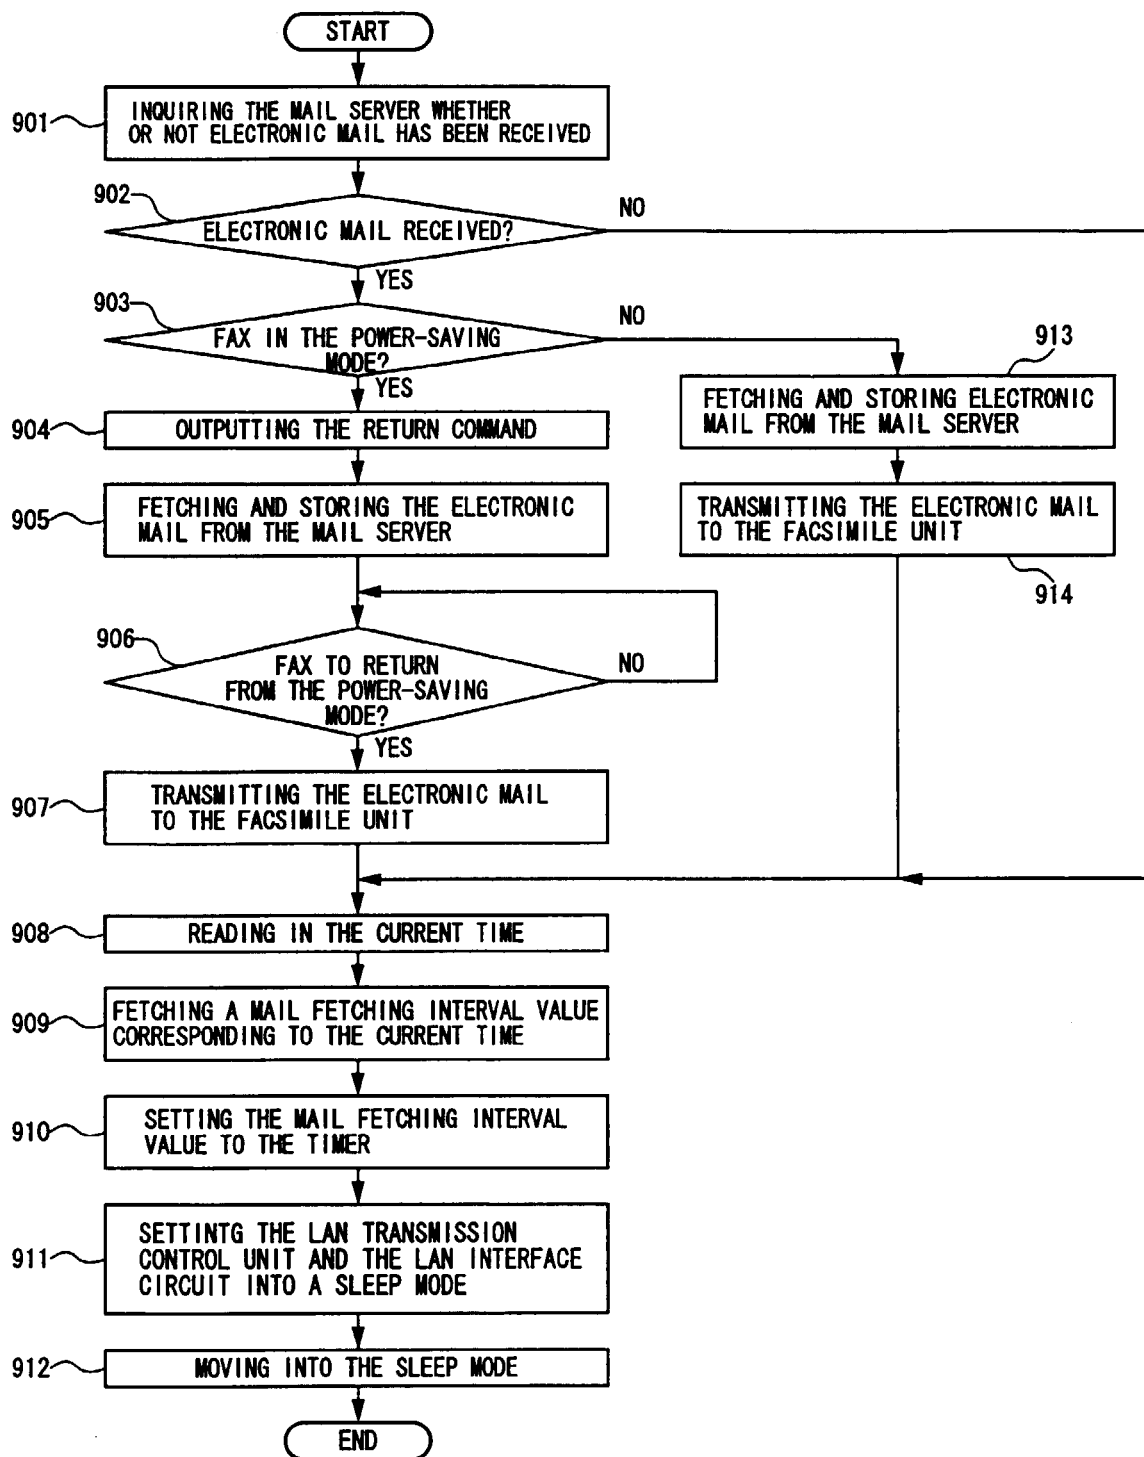 START
901
INQUIRING THE MAIL SERVER WHETHER
OR NOT ELECTRONIC MAIL HAS BEEN RECEIVED
902
ELECTRONIC MAIL RECEIVED?
NO
YES
903
FAX IN THE POWER-SAVING
MODE?
NO
YES
913
FETCHING AND STORING ELECTRONIC
MAIL FROM THE MAIL SERVER
904
OUTPUTTING THE RETURN COMMAND
905
FETCHING AND STORING THE ELECTRONIC
MAIL FROM THE MAIL SERVER
TRANSMITTING THE ELECTRONIC MAIL
TO THE FACSIMILE UNIT
914
906
FAX TO RETURN
FROM THE POWER-SAVING
MODE?
NO
YES
907
TRANSMITTING THE ELECTRONIC MAIL
TO THE FACSIMILE UNIT
908
READING IN THE CURRENT TIME
909
FETCHING A MAIL FETCHING INTERVAL VALUE
CORRESPONDING TO THE CURRENT TIME
910
SETTING THE MAIL FETCHING INTERVAL
VALUE TO THE TIMER
911
SETTINTG THE LAN TRANSMISSION
CONTROL UNIT AND THE LAN INTERFACE
CIRCUIT INTO A SLEEP MODE
912
MOVING INTO THE SLEEP MODE
END